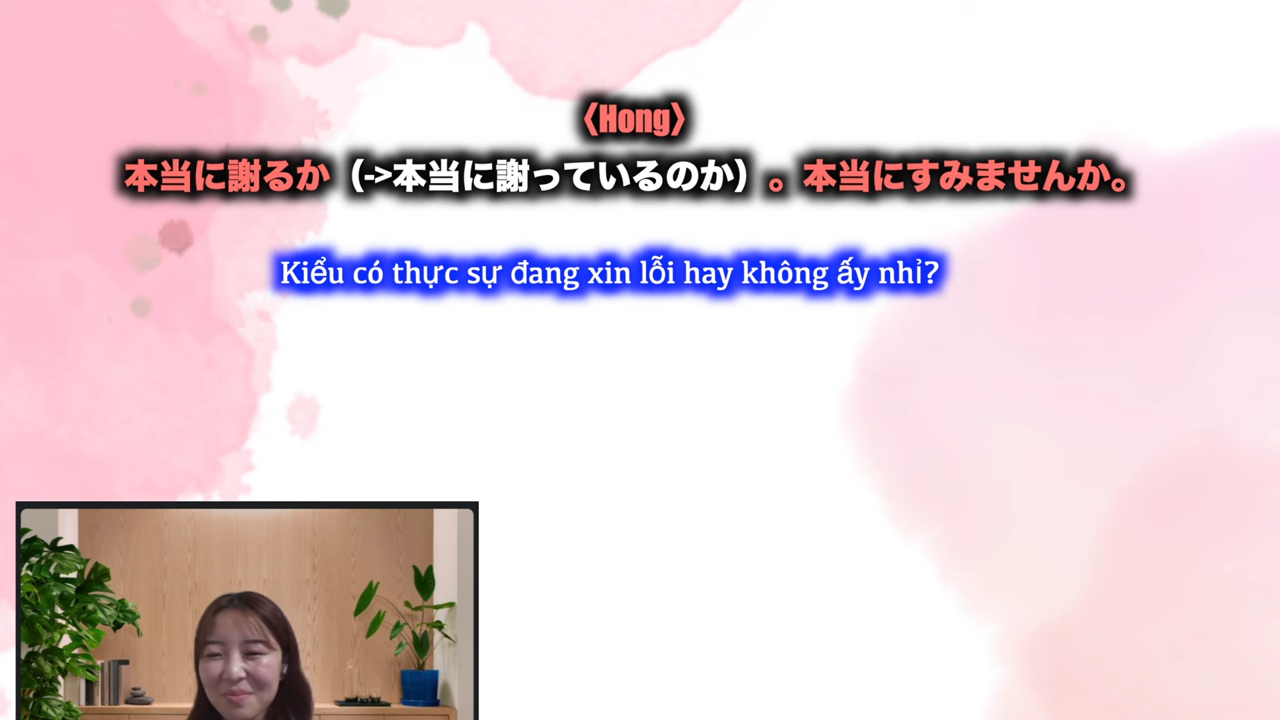 〈Hong〉
本当に謝るか（->本当に謝っているのか）。本当にすみませんか。
Kiểu có thực sự đang xin lỗi hay không ấy nhỉ?